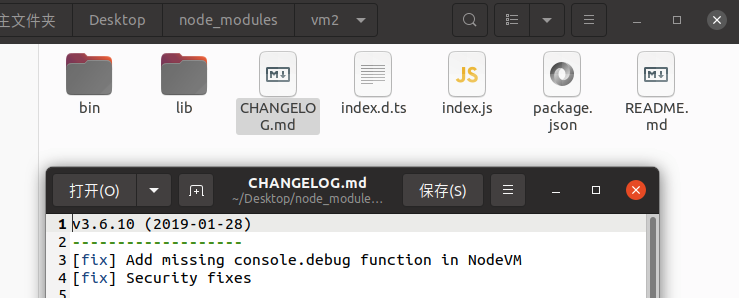 主文件夹 Desktop node_modules vm2
bin lib CHANGELO
G.md index.d.ts index.js package.
json README.
md
打开(O) CHANGELOG.md 保存(S)
~/Desktop/node_module…
1 v3.6.10 (2019-01-28)
2 -------------------
3 [fix] Add missing console.debug function in NodeVM
4 [fix] Security fixes
5